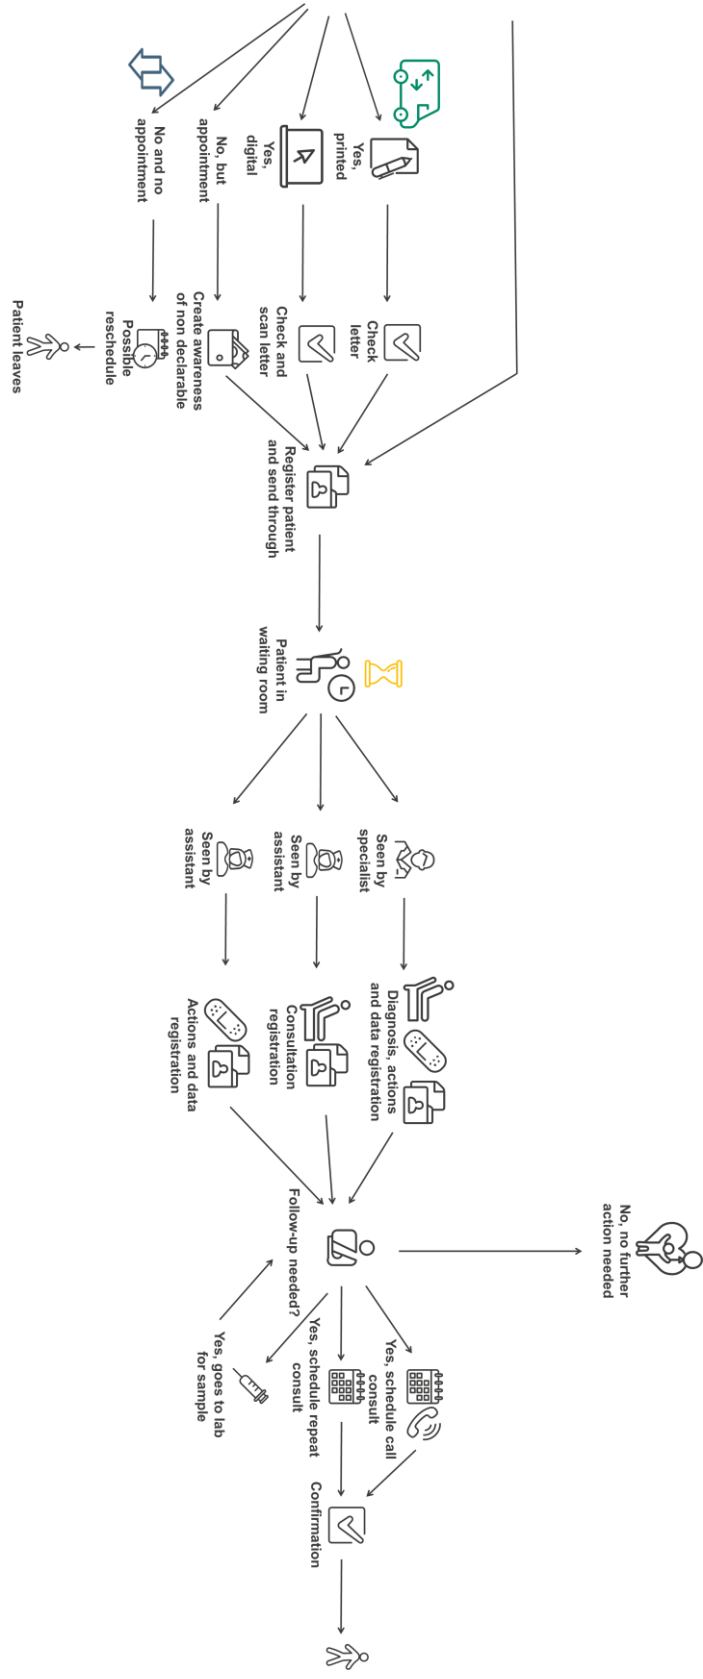 Yes,
printed
Yes,
digital
No, but
appointment
No and no
appointment
Check
letter
Check and
scan letter
Create awareness
of non declarable
Possible
reschedule
Patient leaves
Register patient
and send through
Patient in
waiting room
Seen by
specialist
Seen by
assistant
Seen by
assistant
Diagnosis, actions
and data registration
Consultation
registration
Actions and data
registration
No, no further
action needed
Follow-up needed?
Yes, schedule call
consult
Yes, schedule repeat
consult
Yes, goes to lab
for sample
Confirmation